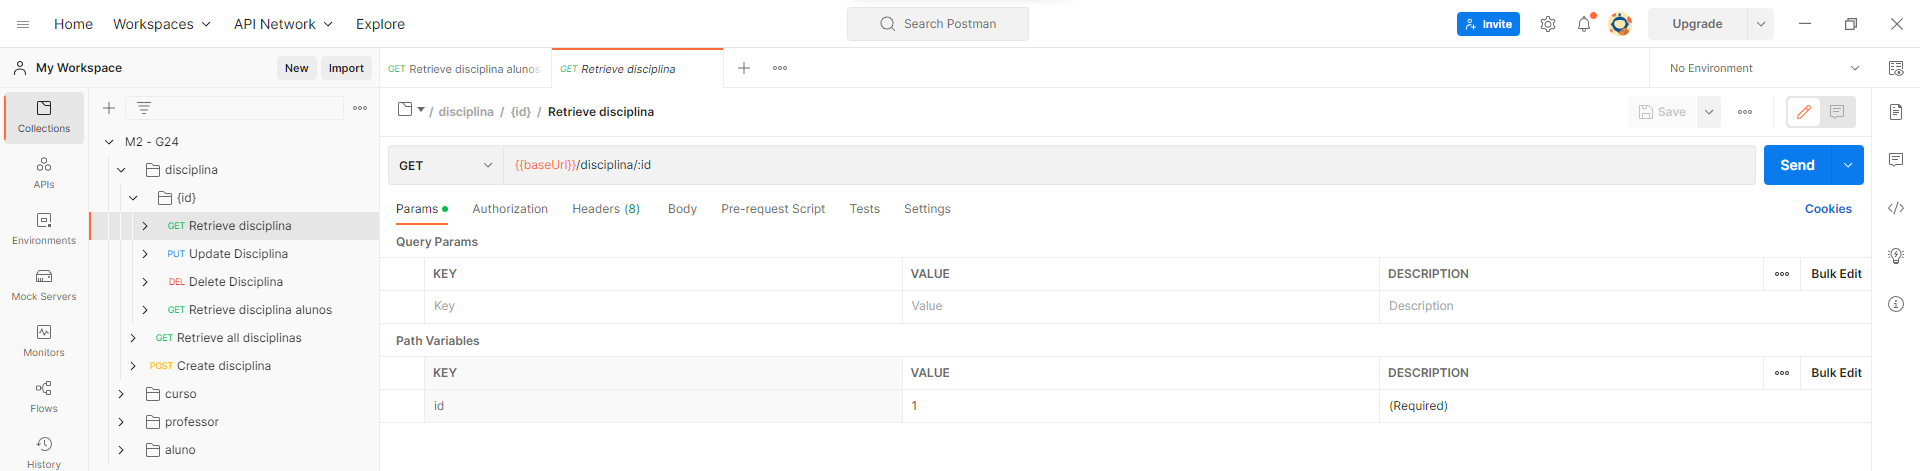 Home Workspaces API Network Explore Search Postman Invite Upgrade
My Workspace New Import GET Retrieve disciplina alunos GET Retrieve disciplina No Environment
Collections
APIs
Environments
Mock Servers
Monitors
Flows
History
M2 - G24
disciplina
{id}
GET Retrieve disciplina
PUT Update Disciplina
DEL Delete Disciplina
GET Retrieve disciplina alunos
GET Retrieve all disciplinas
POST Create disciplina
curso
professor
aluno
/ disciplina / {id} / Retrieve disciplina Save
GET {{baseUrl}}/disciplina/:id Send
Params Authorization Headers (8) Body Pre-request Script Tests Settings Cookies
Query Params
KEY VALUE DESCRIPTION Bulk Edit
Key Value Description
Path Variables
KEY VALUE DESCRIPTION Bulk Edit
id 1 (Required)